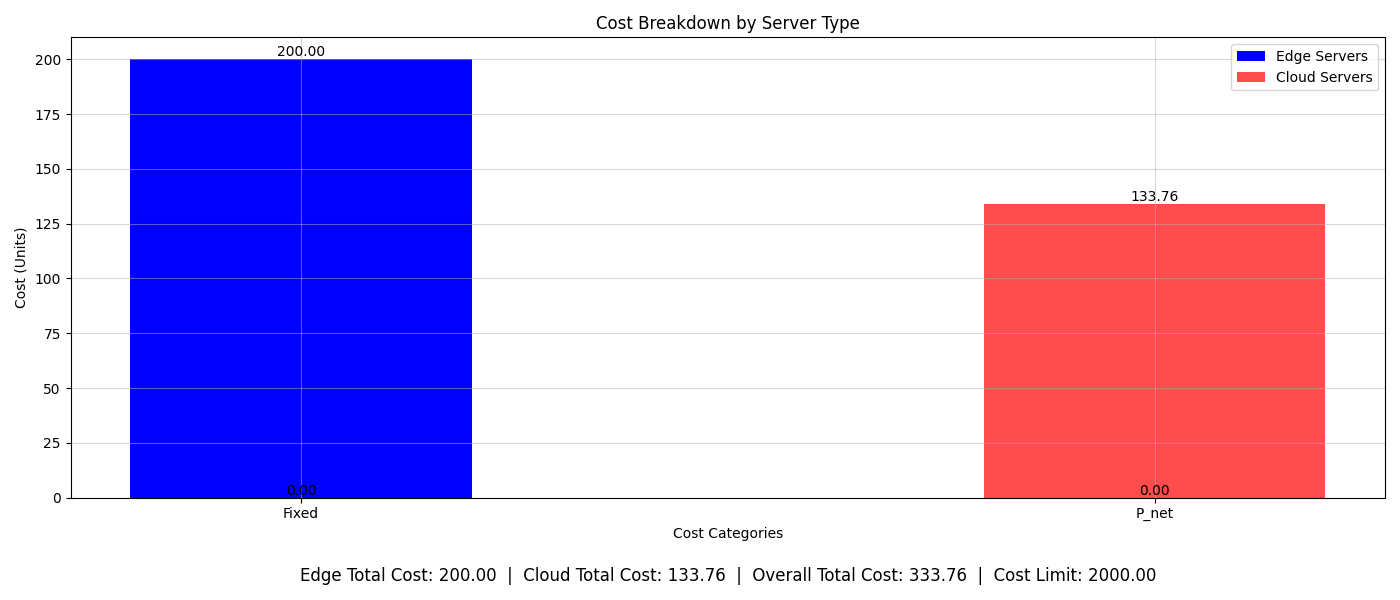 Cost Breakdown by Server Type
200.00
Edge Servers
Cloud Servers
200
175
150
125
100
75
50
25
0
Cost (Units)
133.76
0.00
0.00
Fixed
P_net
Cost Categories
Edge Total Cost: 200.00 | Cloud Total Cost: 133.76 | Overall Total Cost: 333.76 | Cost Limit: 2000.00